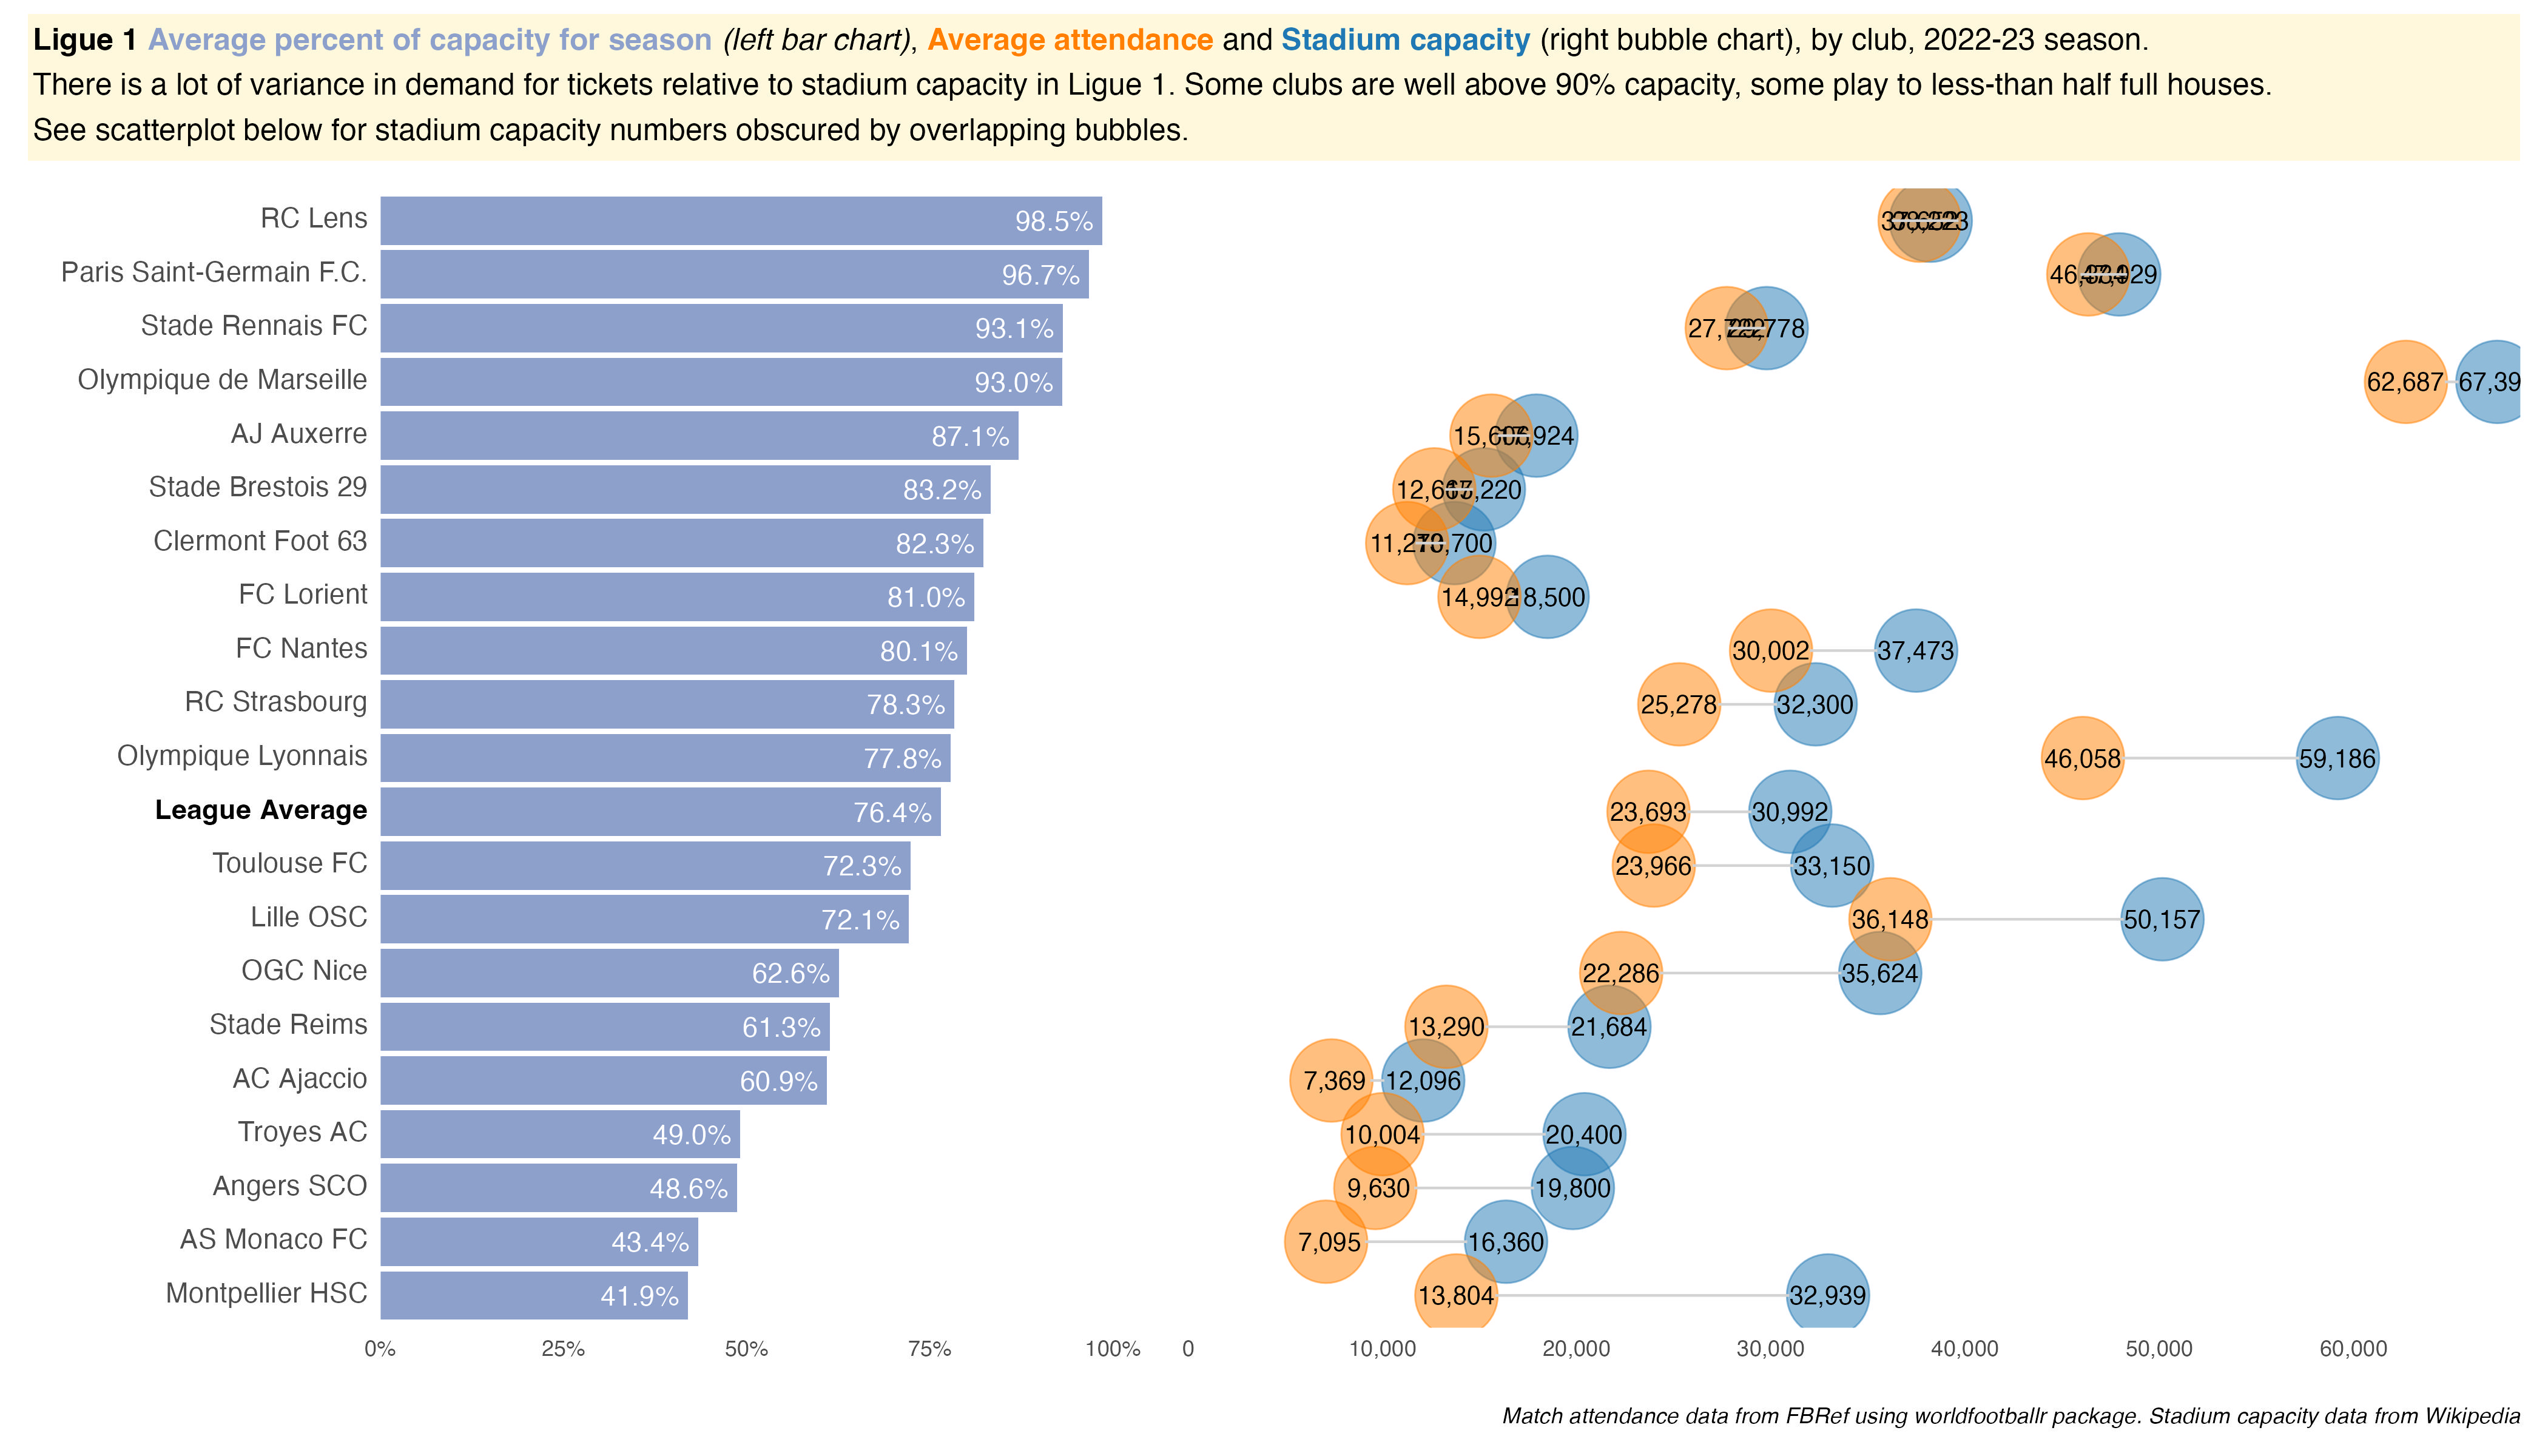 Ligue 1 Average percent of capacity for season (left bar chart), Average attendance and Stadium capacity (right bubble chart), by club, 2022-23 season.
There is a lot of variance in demand for tickets relative to stadium capacity in Ligue 1. Some clubs are well above 90% capacity, some play to less-than half full houses.
See scatterplot below for stadium capacity numbers obscured by overlapping bubbles.
RC Lens 98.5%
Paris Saint-Germain F.C. 96.7%
Stade Rennais FC 93.1%
Olympique de Marseille 93.0% 62,687 67,39
AJ Auxerre 87.1%
Stade Brestois 29 83.2%
Clermont Foot 63 82.3%
FC Lorient 81.0% 14,992 18,500
FC Nantes 80.1% 30,002 37,473
RC Strasbourg 78.3% 25,278 32,300
Olympique Lyonnais 77.8% 46,058 59,186
League Average 76.4% 23,693 30,992
Toulouse FC 72.3% 23,966 33,150
Lille OSC 72.1% 36,148 50,157
OGC Nice 62.6% 22,286 35,624
Stade Reims 61.3% 13,290 21,684
AC Ajaccio 60.9% 7,369 12,096
Troyes AC 49.0% 10,004 20,400
Angers SCO 48.6% 9,630 19,800
AS Monaco FC 43.4% 7,095 16,360
Montpellier HSC 41.9% 13,804 32,939
0% 25% 50% 75% 100% 0 10,000 20,000 30,000 40,000 50,000 60,000
Match attendance data from FBRef using worldfootballr package. Stadium capacity data from Wikipedia